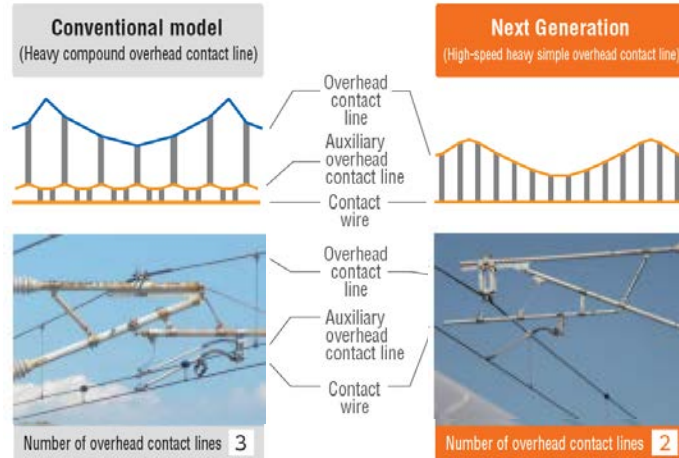 Conventional model
(Heavy compound overhead contact line)
Next Generation
(High-speed heavy simple overhead contact line)
Overhead
contact
line
Auxiliary
overhead
contact line
Contact
wire
Overhead
contact
line
Auxiliary
overhead
contact line
Contact
wire
Number of overhead contact lines 3
Number of overhead contact lines 2